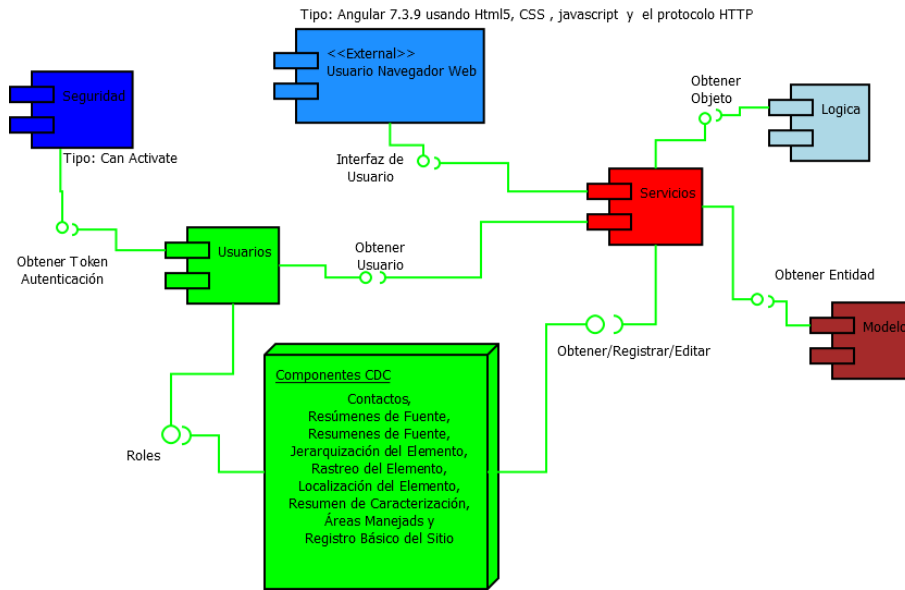 Tipo: Angular 7.3.9 usando Html5, CSS , javascript y el protocolo HTTP
<<External>>
Usuario Navegador Web
Seguridad
Tipo: Can Activate
Obtener
Objeto
Logica
Interfaz de
Usuario
Servicios
Obtener Token
Autenticación
Usuarios
Obtener
Usuario
Obtener Entidad
Modelo
Obtener/Registrar/Editar
Roles
Componentes CDC
Contactos,
Resúmenes de Fuente,
Resumenes de Fuente,
Jerarquización del Elemento,
Rastreo del Elemento,
Localización del Elemento,
Resumen de Caracterización,
Áreas Manejads y
Registro Básico del Sitio